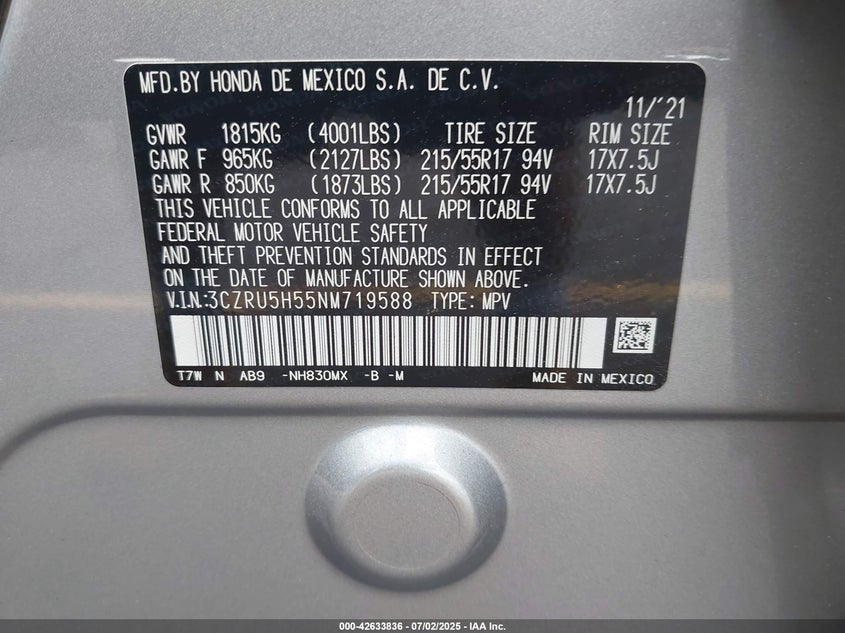 MFD.BY HONDA DE MEXICO S.A. DE C.V.
11/'21
GVWR 1815KG (4001LBS) TIRE SIZE RIM SIZE
GAWR F 965KG (2127LBS) 215/55R17 94V 17X7.5J
GAWR R 850KG (1873LBS) 215/55R17 94V 17X7.5J
THIS VEHICLE CONFORMS TO ALL APPLICABLE
FEDERAL MOTOR VEHICLE SAFETY
AND THEFT PREVENTION STANDARDS IN EFFECT
ON THE DATE OF MANUFACTURE SHOWN ABOVE.
V.I.N.:3CZRU5H55NM719588 TYPE: MPV
T7W N AB9 -NH830MX -B -M MADE IN MEXICO
000-42633836 - 07/02/2025 - IAA Inc.